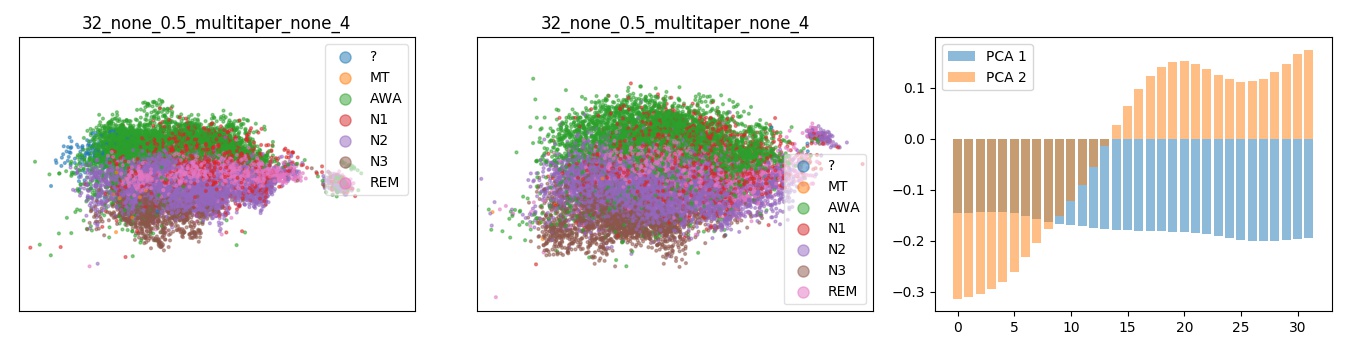 32_none_0.5_multitaper_none_4
?
MT
AWA
N1
N2
N3
REM
32_none_0.5_multitaper_none_4
?
MT
AWA
N1
N2
N3
REM
PCA 1
PCA 2
0.1
0.0
−0.1
−0.2
−0.3
0 5 10 15 20 25 30